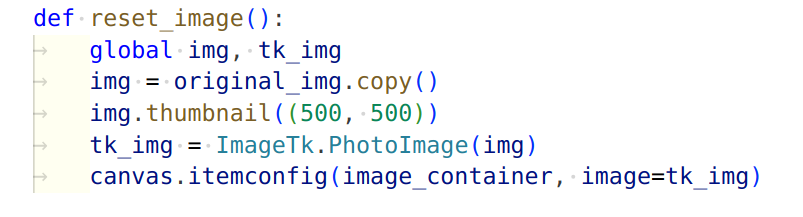 def reset_image():
	global img, tk_img
	img = original_img.copy()
	img.thumbnail((500, 500))
	tk_img = ImageTk.PhotoImage(img)
	canvas.itemconfig(image_container, image=tk_img)